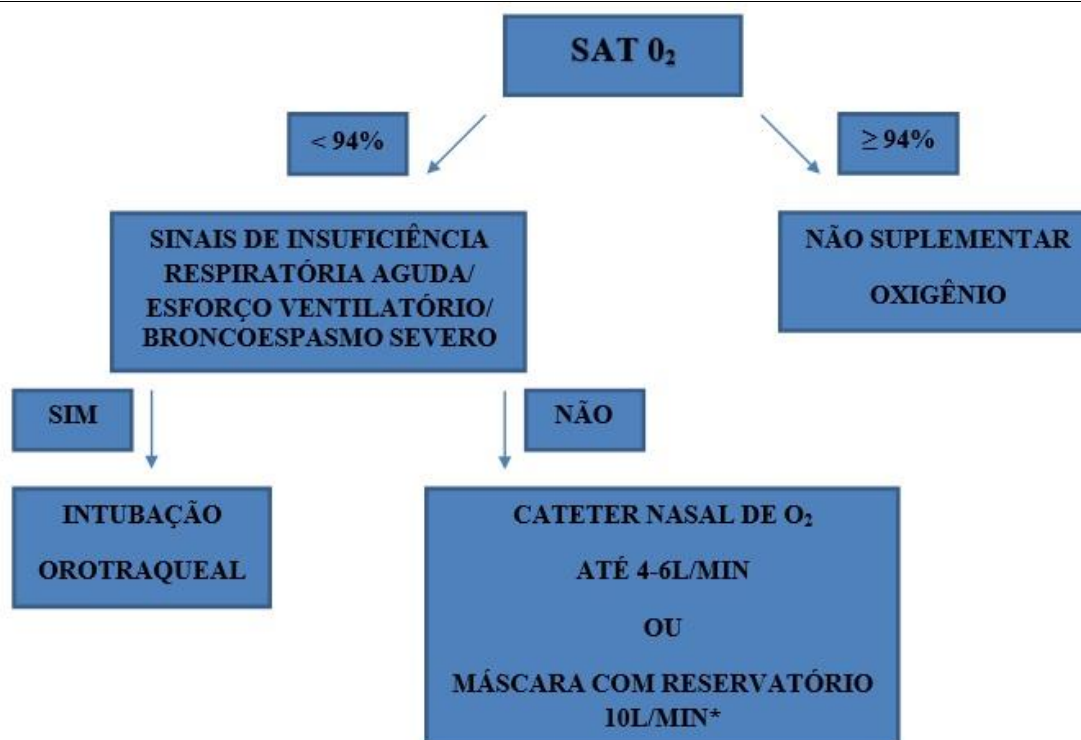 SAT 0₂
< 94%
≥ 94%
SINAIS DE INSUFICIÊNCIA
RESPIRATÓRIA AGUDA/
ESFORÇO VENTILATÓRIO/
BRONCOESPASMO SEVERO
NÃO SUPLEMENTAR
OXIGÊNIO
SIM
NÃO
INTUBAÇÃO
OROTRAQUEAL
CATETER NASAL DE O₂
ATÉ 4-6L/MIN
OU
MÁSCARA COM RESERVATÓRIO
10L/MIN*